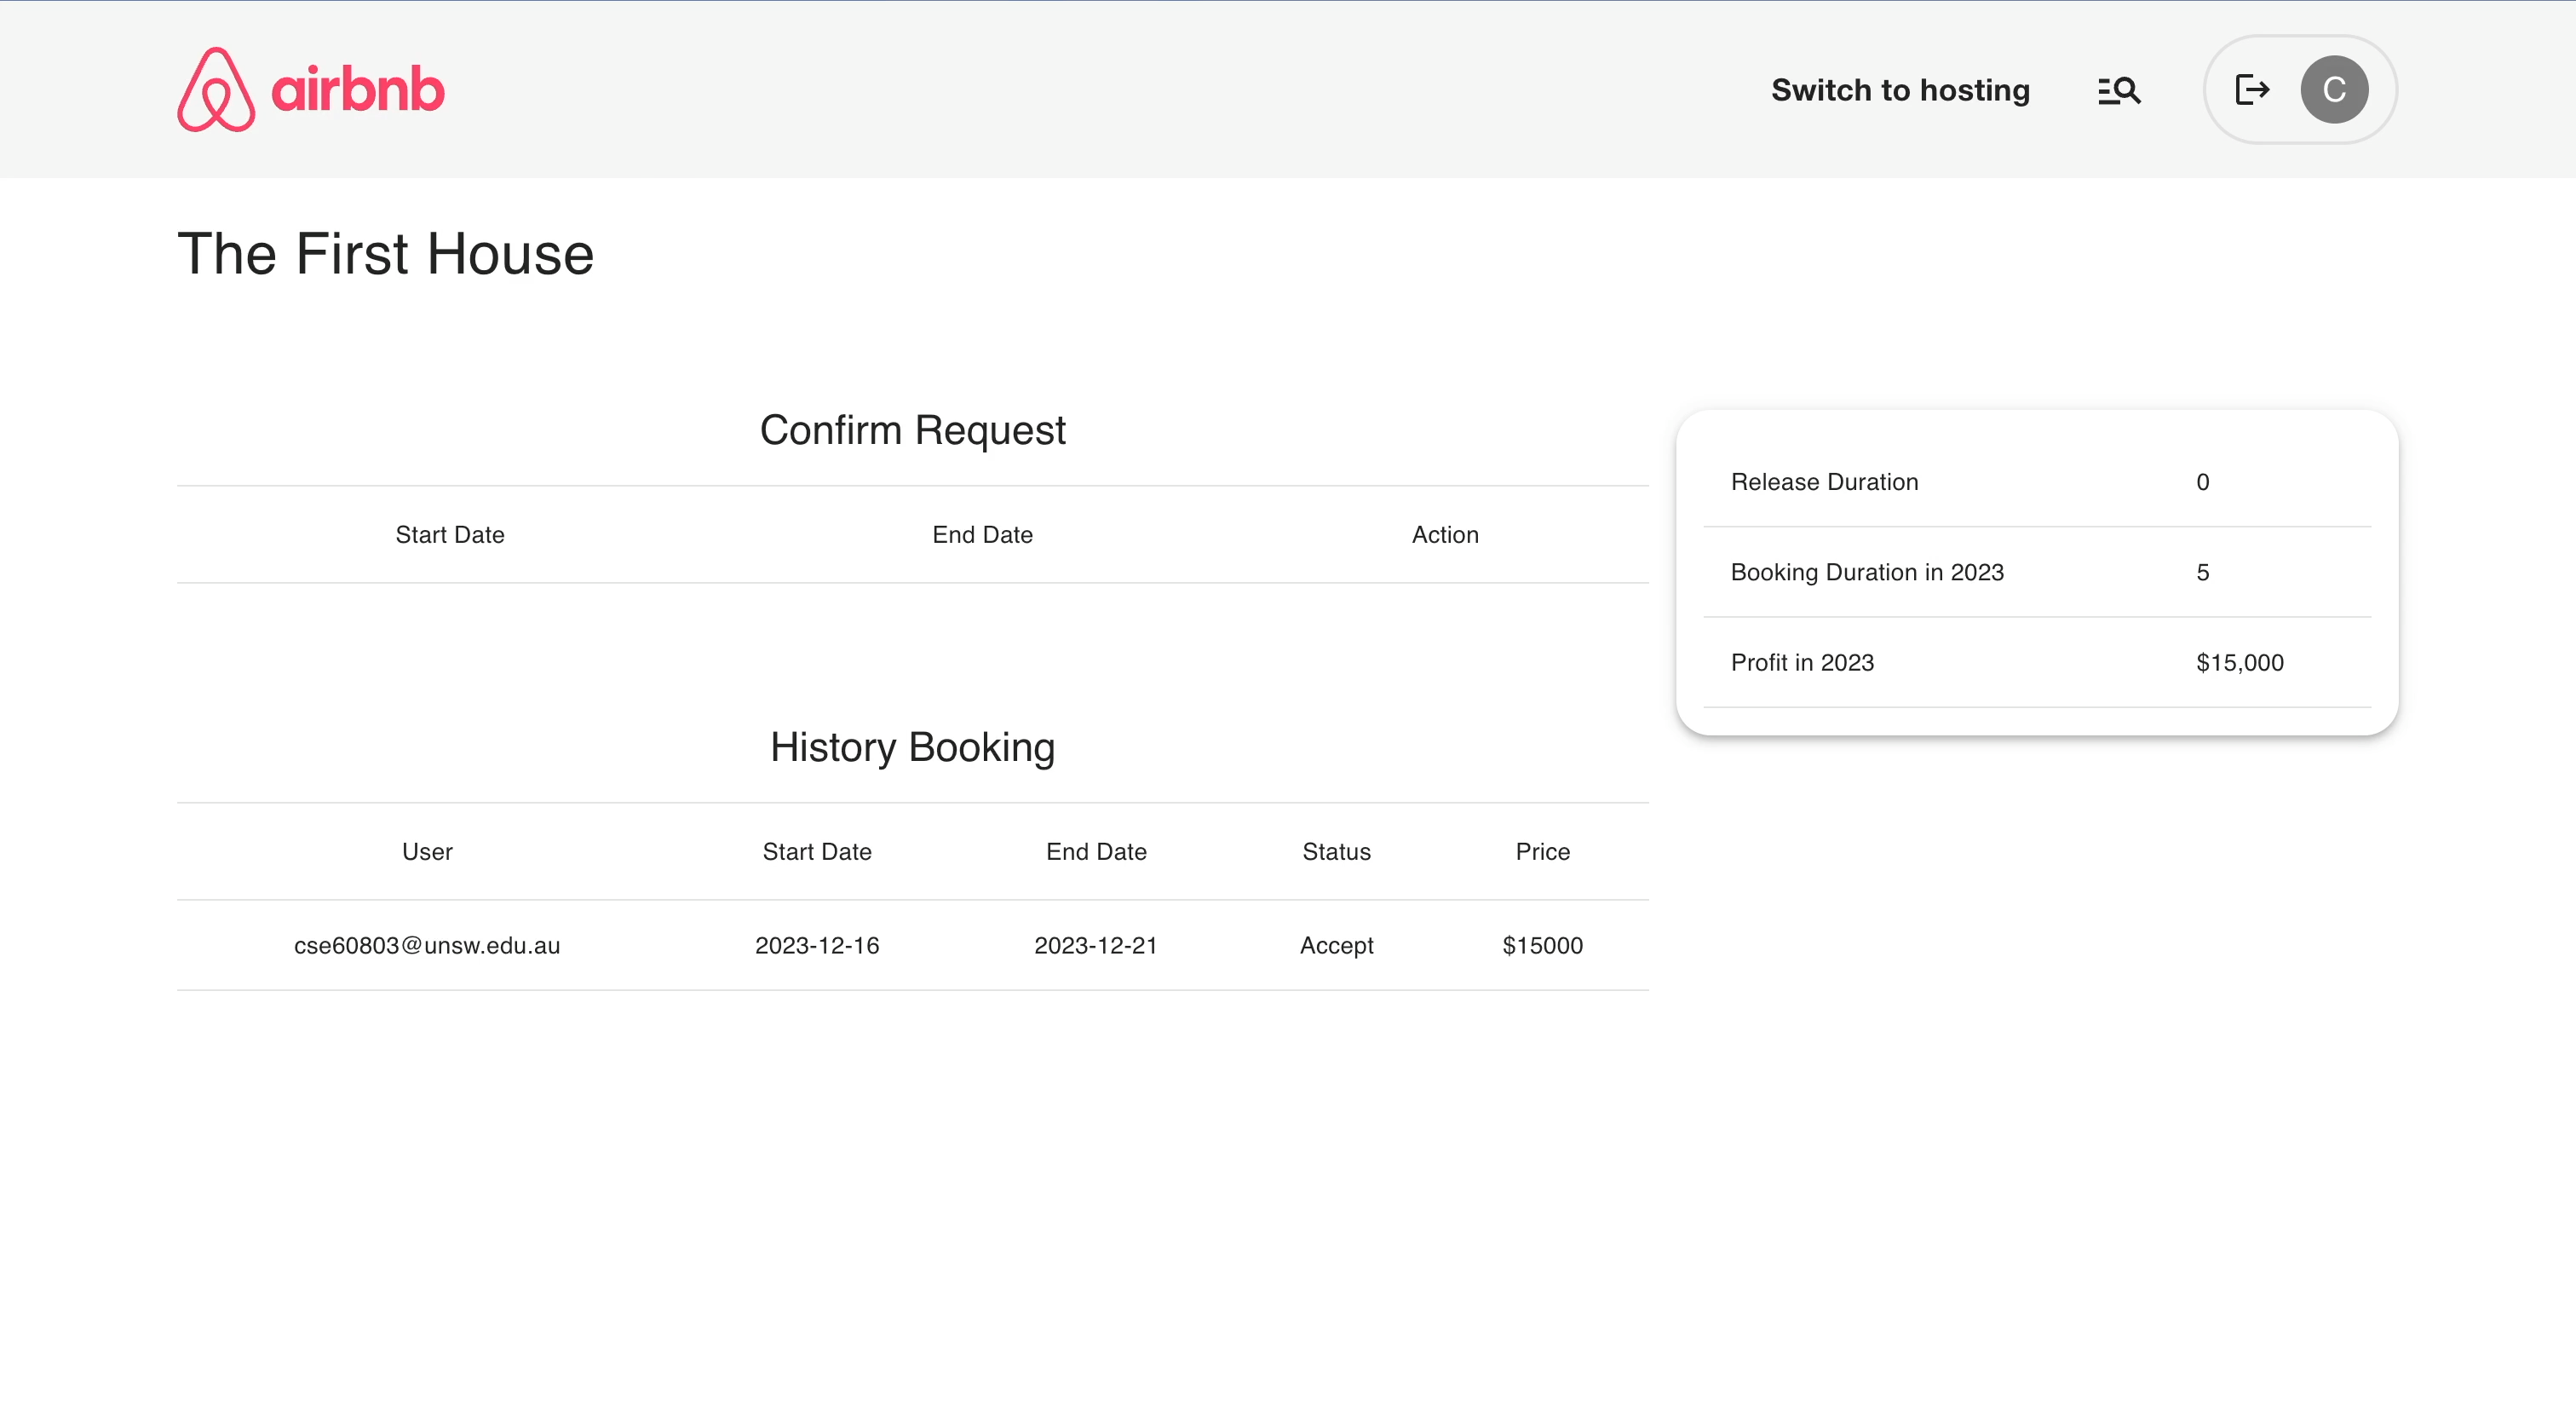 airbnb
Switch to hosting
C
The First House
Confirm Request
Start Date End Date Action
Release Duration 0
Booking Duration in 2023 5
Profit in 2023 $15,000
History Booking
User Start Date End Date Status Price
cse60803@unsw.edu.au 2023-12-16 2023-12-21 Accept $15000